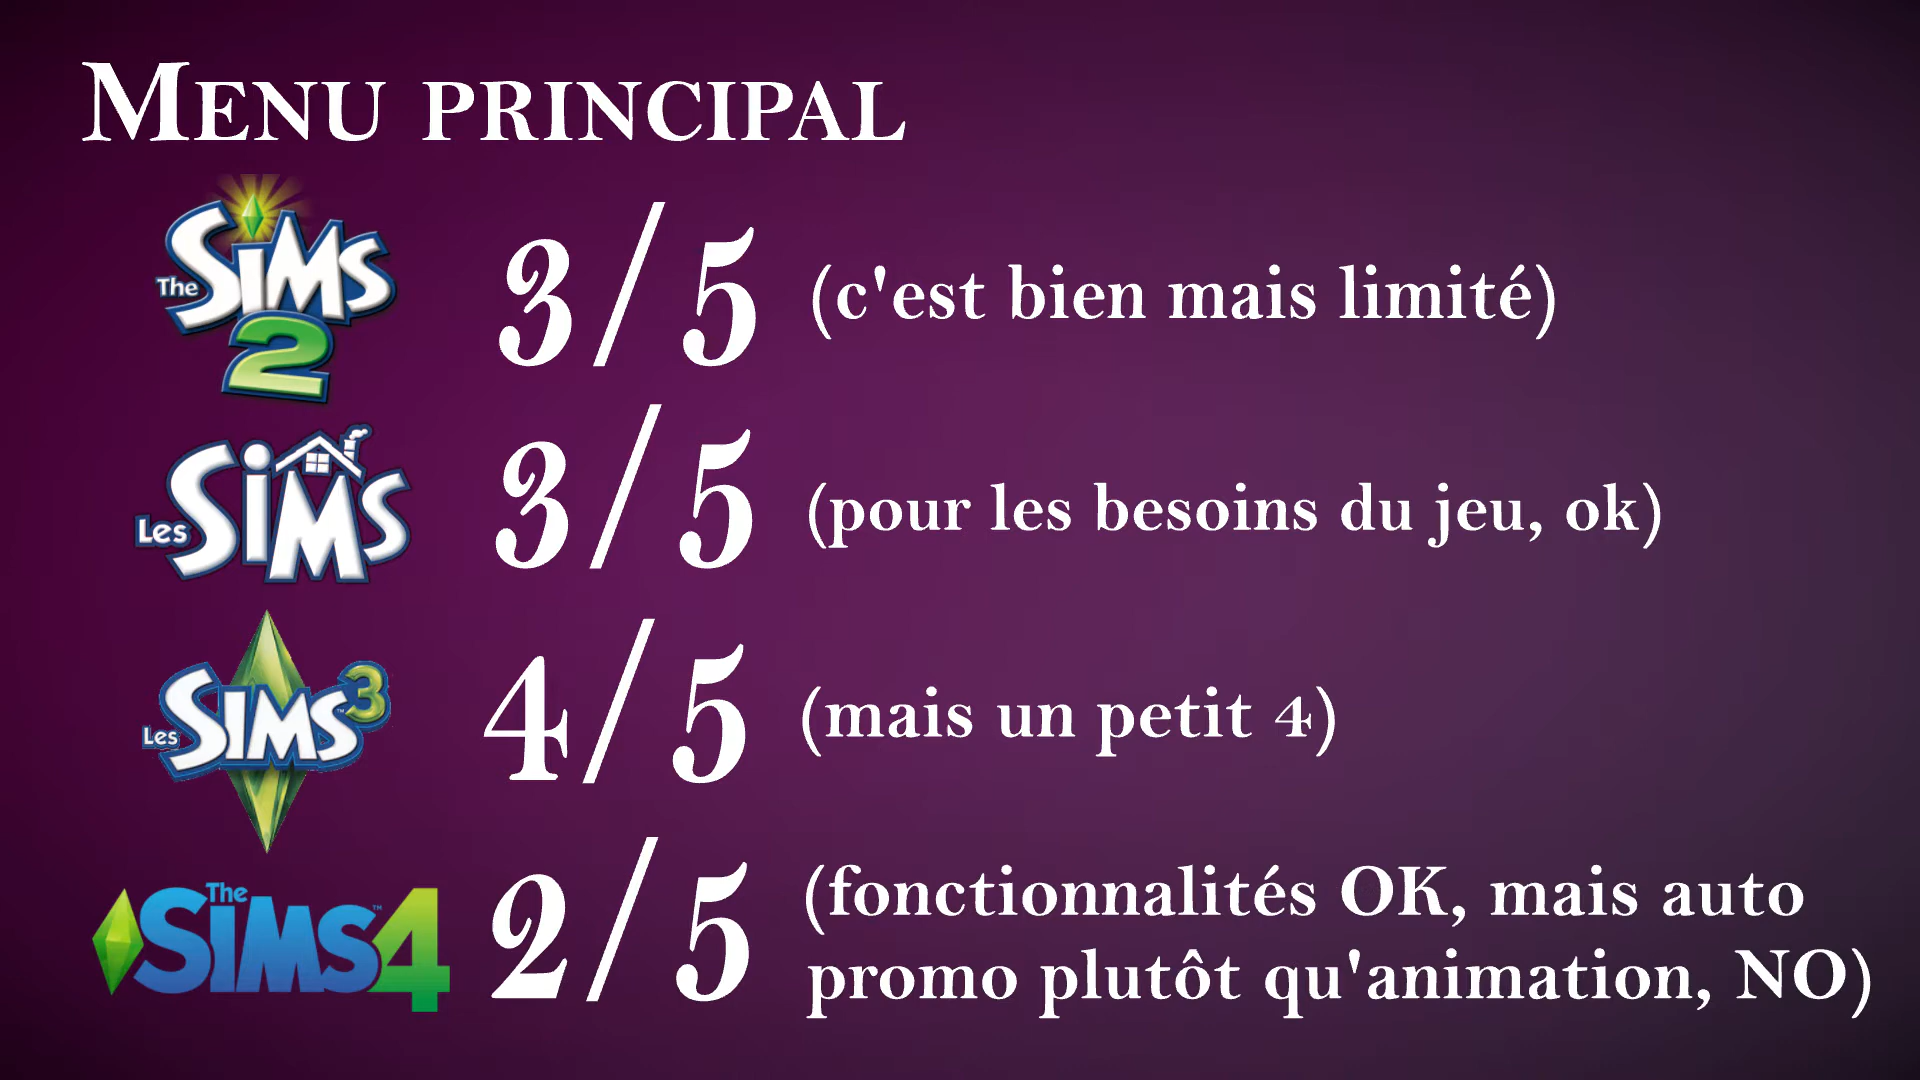 Menu principal
The Sims 2
3/5 (c'est bien mais limité)
Les Sims
3/5 (pour les besoins du jeu, ok)
Les Sims 3
4/5 (mais un petit 4)
The Sims 4
2/5 (fonctionnalités OK, mais auto
promo plutôt qu'animation, NO)